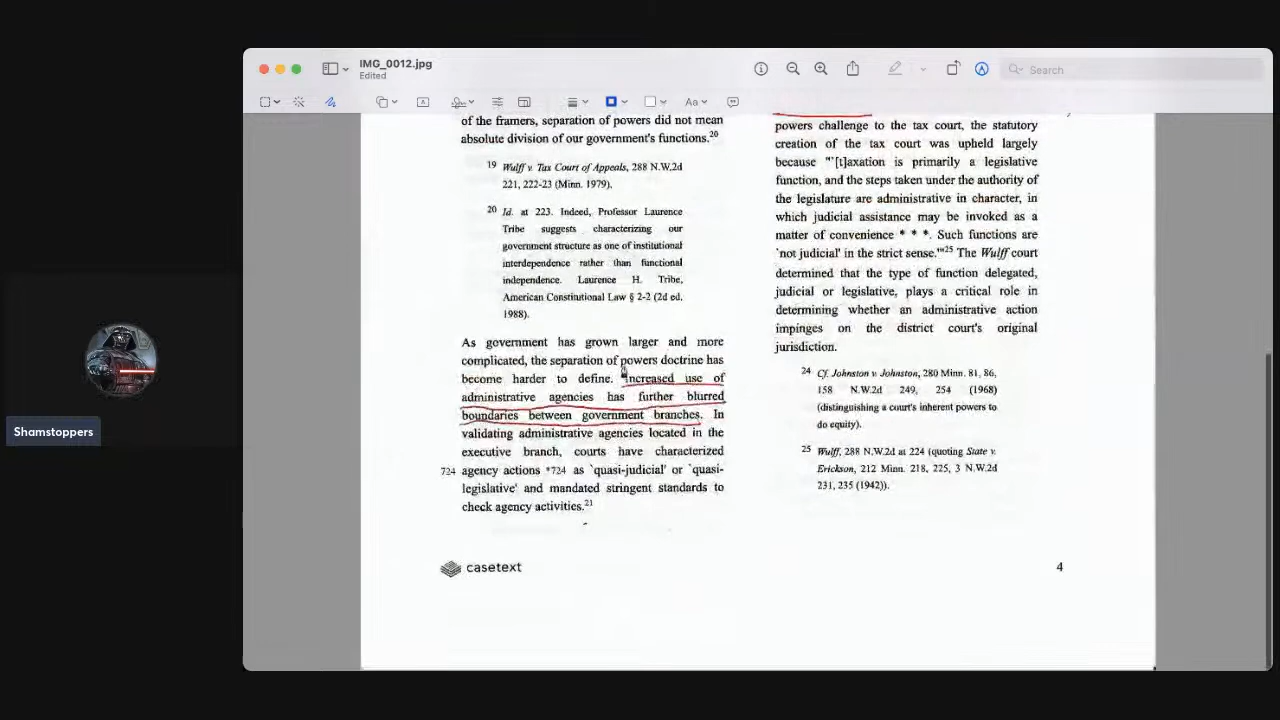 IMG_0012.jpg
Edited
Search
Aa
of the framers, separation of powers did not mean
absolute division of our government's functions.20
19 Wulff v. Tax Court of Appeals, 288 N.W.2d
221, 222-23 (Minn. 1979).
20 Id. at 223. Indeed, Professor Laurence
Tribe suggests characterizing our
government structure as one of institutional
interdependence rather than functional
independence. Laurence H. Tribe,
American Constitutional Law § 2-2 (2d ed.
1988).
As government has grown larger and more
complicated, the separation of powers doctrine has
become harder to define. Increased use of
administrative agencies has further blurred
boundaries between government branches. In
validating administrative agencies located in the
executive branch, courts have characterized
724 agency actions *724 as `quasi-judicial' or `quasi-
legislative' and mandated stringent standards to
check agency activities.21
powers challenge to the tax court, the statutory
creation of the tax court was upheld largely
because "'[t]axation is primarily a legislative
function, and the steps taken under the authority of
the legislature are administrative in character, in
which judicial assistance may be invoked as a
matter of convenience * * *. Such functions are
`not judicial' in the strict sense.'"25 The Wulff court
determined that the type of function delegated,
judicial or legislative, plays a critical role in
determining whether an administrative action
impinges on the district court's original
jurisdiction.
24 Cf. Johnston v. Johnston, 280 Minn. 81, 86,
158 N.W.2d 249, 254 (1968)
(distinguishing a court's inherent powers to
do equity).
25 Wulff, 288 N.W.2d at 224 (quoting State v.
Erickson, 212 Minn. 218, 225, 3 N.W.2d
231, 235 (1942)).
casetext
4
Shamstoppers